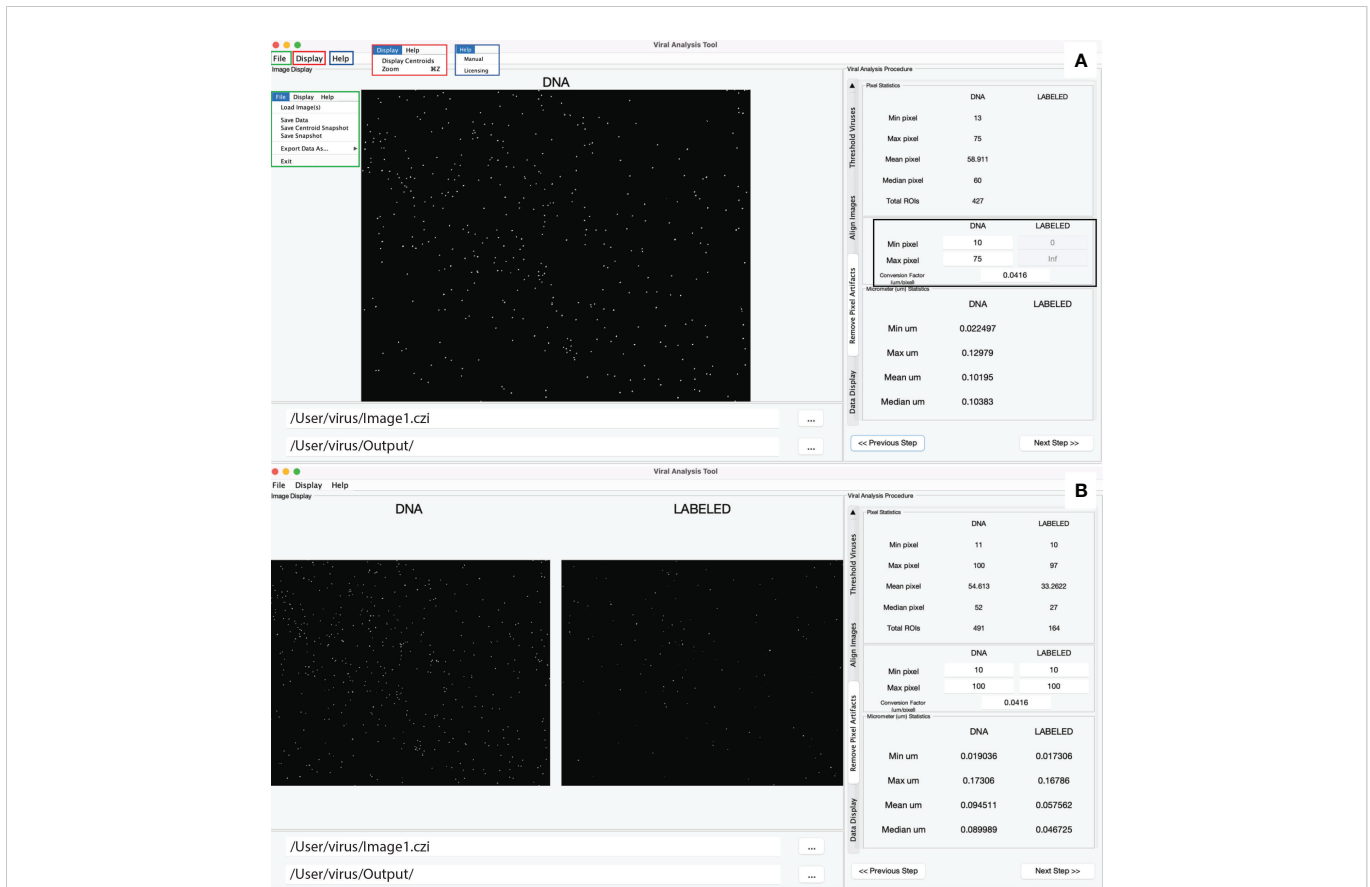 Viral Analysis Tool
A
File Display Help
Image Display
Display Help
Display Centroids
Zoom ⌘Z
Help
Manual
Licensing
File Display Help
Load Image(s)
Save Data
Save Centroid Snapshot
Save Snapshot
Export Data As...
Exit
DNA
Viral Analysis Procedure
Threshold Viruses
Align Images
Remove Pixel Artifacts
Data Display
Pixel Statistics
DNA LABELED
Min pixel 13
Max pixel 75
Mean pixel 58.911
Median pixel 60
Total ROIs 427
DNA LABELED
Min pixel 10 0
Max pixel 75 Inf
Conversion Factor 0.0416
(um/pixel)
Micrometer (um) Statistics
DNA LABELED
Min um 0.022497
Max um 0.12979
Mean um 0.10195
Median um 0.10383
/User/virus/Image1.czi ...
/User/virus/Output/ ...
<< Previous Step Next Step >>
Viral Analysis Tool
B
File Display Help
Image Display
DNA LABELED
Viral Analysis Procedure
Threshold Viruses
Align Images
Remove Pixel Artifacts
Data Display
Pixel Statistics
DNA LABELED
Min pixel 11 10
Max pixel 100 97
Mean pixel 54.613 33.2622
Median pixel 52 27
Total ROIs 491 164
DNA LABELED
Min pixel 10 10
Max pixel 100 100
Conversion Factor 0.0416
(um/pixel)
Micrometer (um) Statistics
DNA LABELED
Min um 0.019036 0.017306
Max um 0.17306 0.16786
Mean um 0.094511 0.057562
Median um 0.089989 0.046725
/User/virus/Image1.czi ...
/User/virus/Output/ ...
<< Previous Step Next Step >>